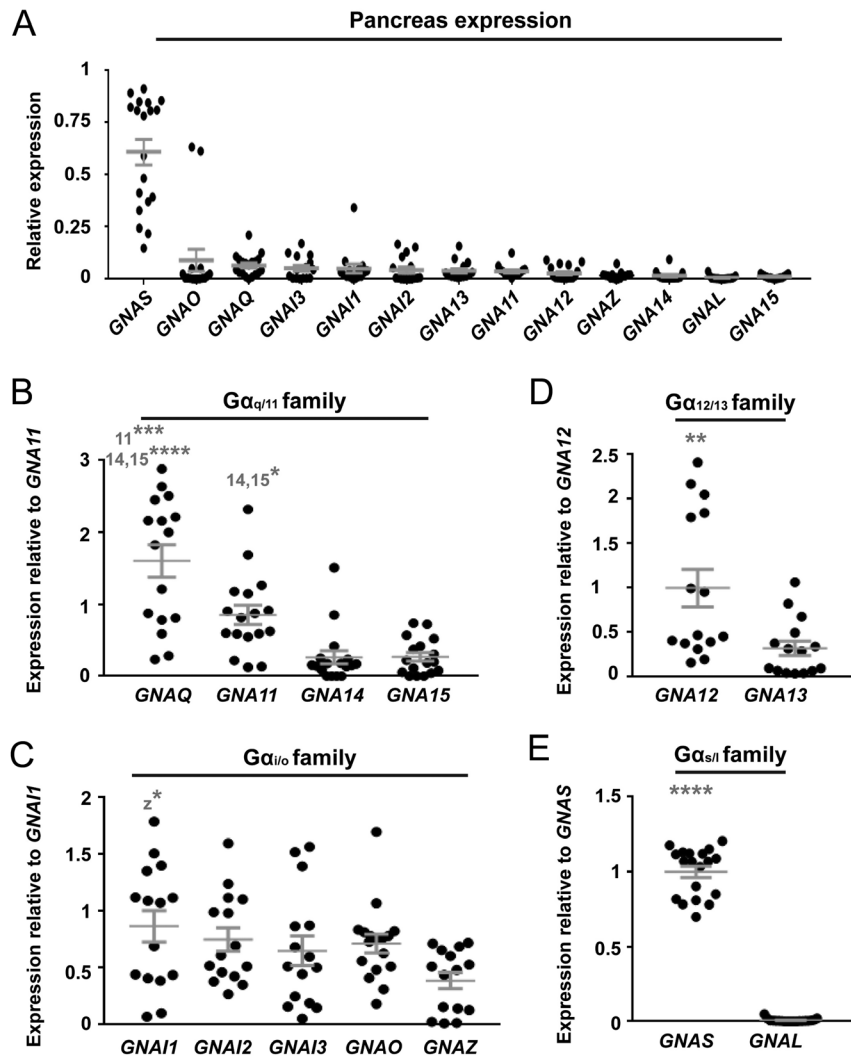 A
Pancreas expression
Relative expression
1
0.75
0.5
0.25
0
GNAS GNAO GNAQ GNAI3 GNAI1 GNAI2 GNA13 GNA11 GNA12 GNAZ GNA14 GNAL GNA15
B
Gαq/11 family
Expression relative to GNA11
11***
14,15****
14,15*
3
2
1
0
GNAQ GNA11 GNA14 GNA15
D
Gα12/13 family
Expression relative to GNA12
**
2.5
2.0
1.5
1
0.5
0
GNA12 GNA13
C
Gαi/o family
Expression relative to GNAI1
z*
2
1.5
1
0.5
0
GNAI1 GNAI2 GNAI3 GNAO GNAZ
E
Gαs/l family
Expression relative to GNAS
****
1.5
1
0.5
0
GNAS GNAL